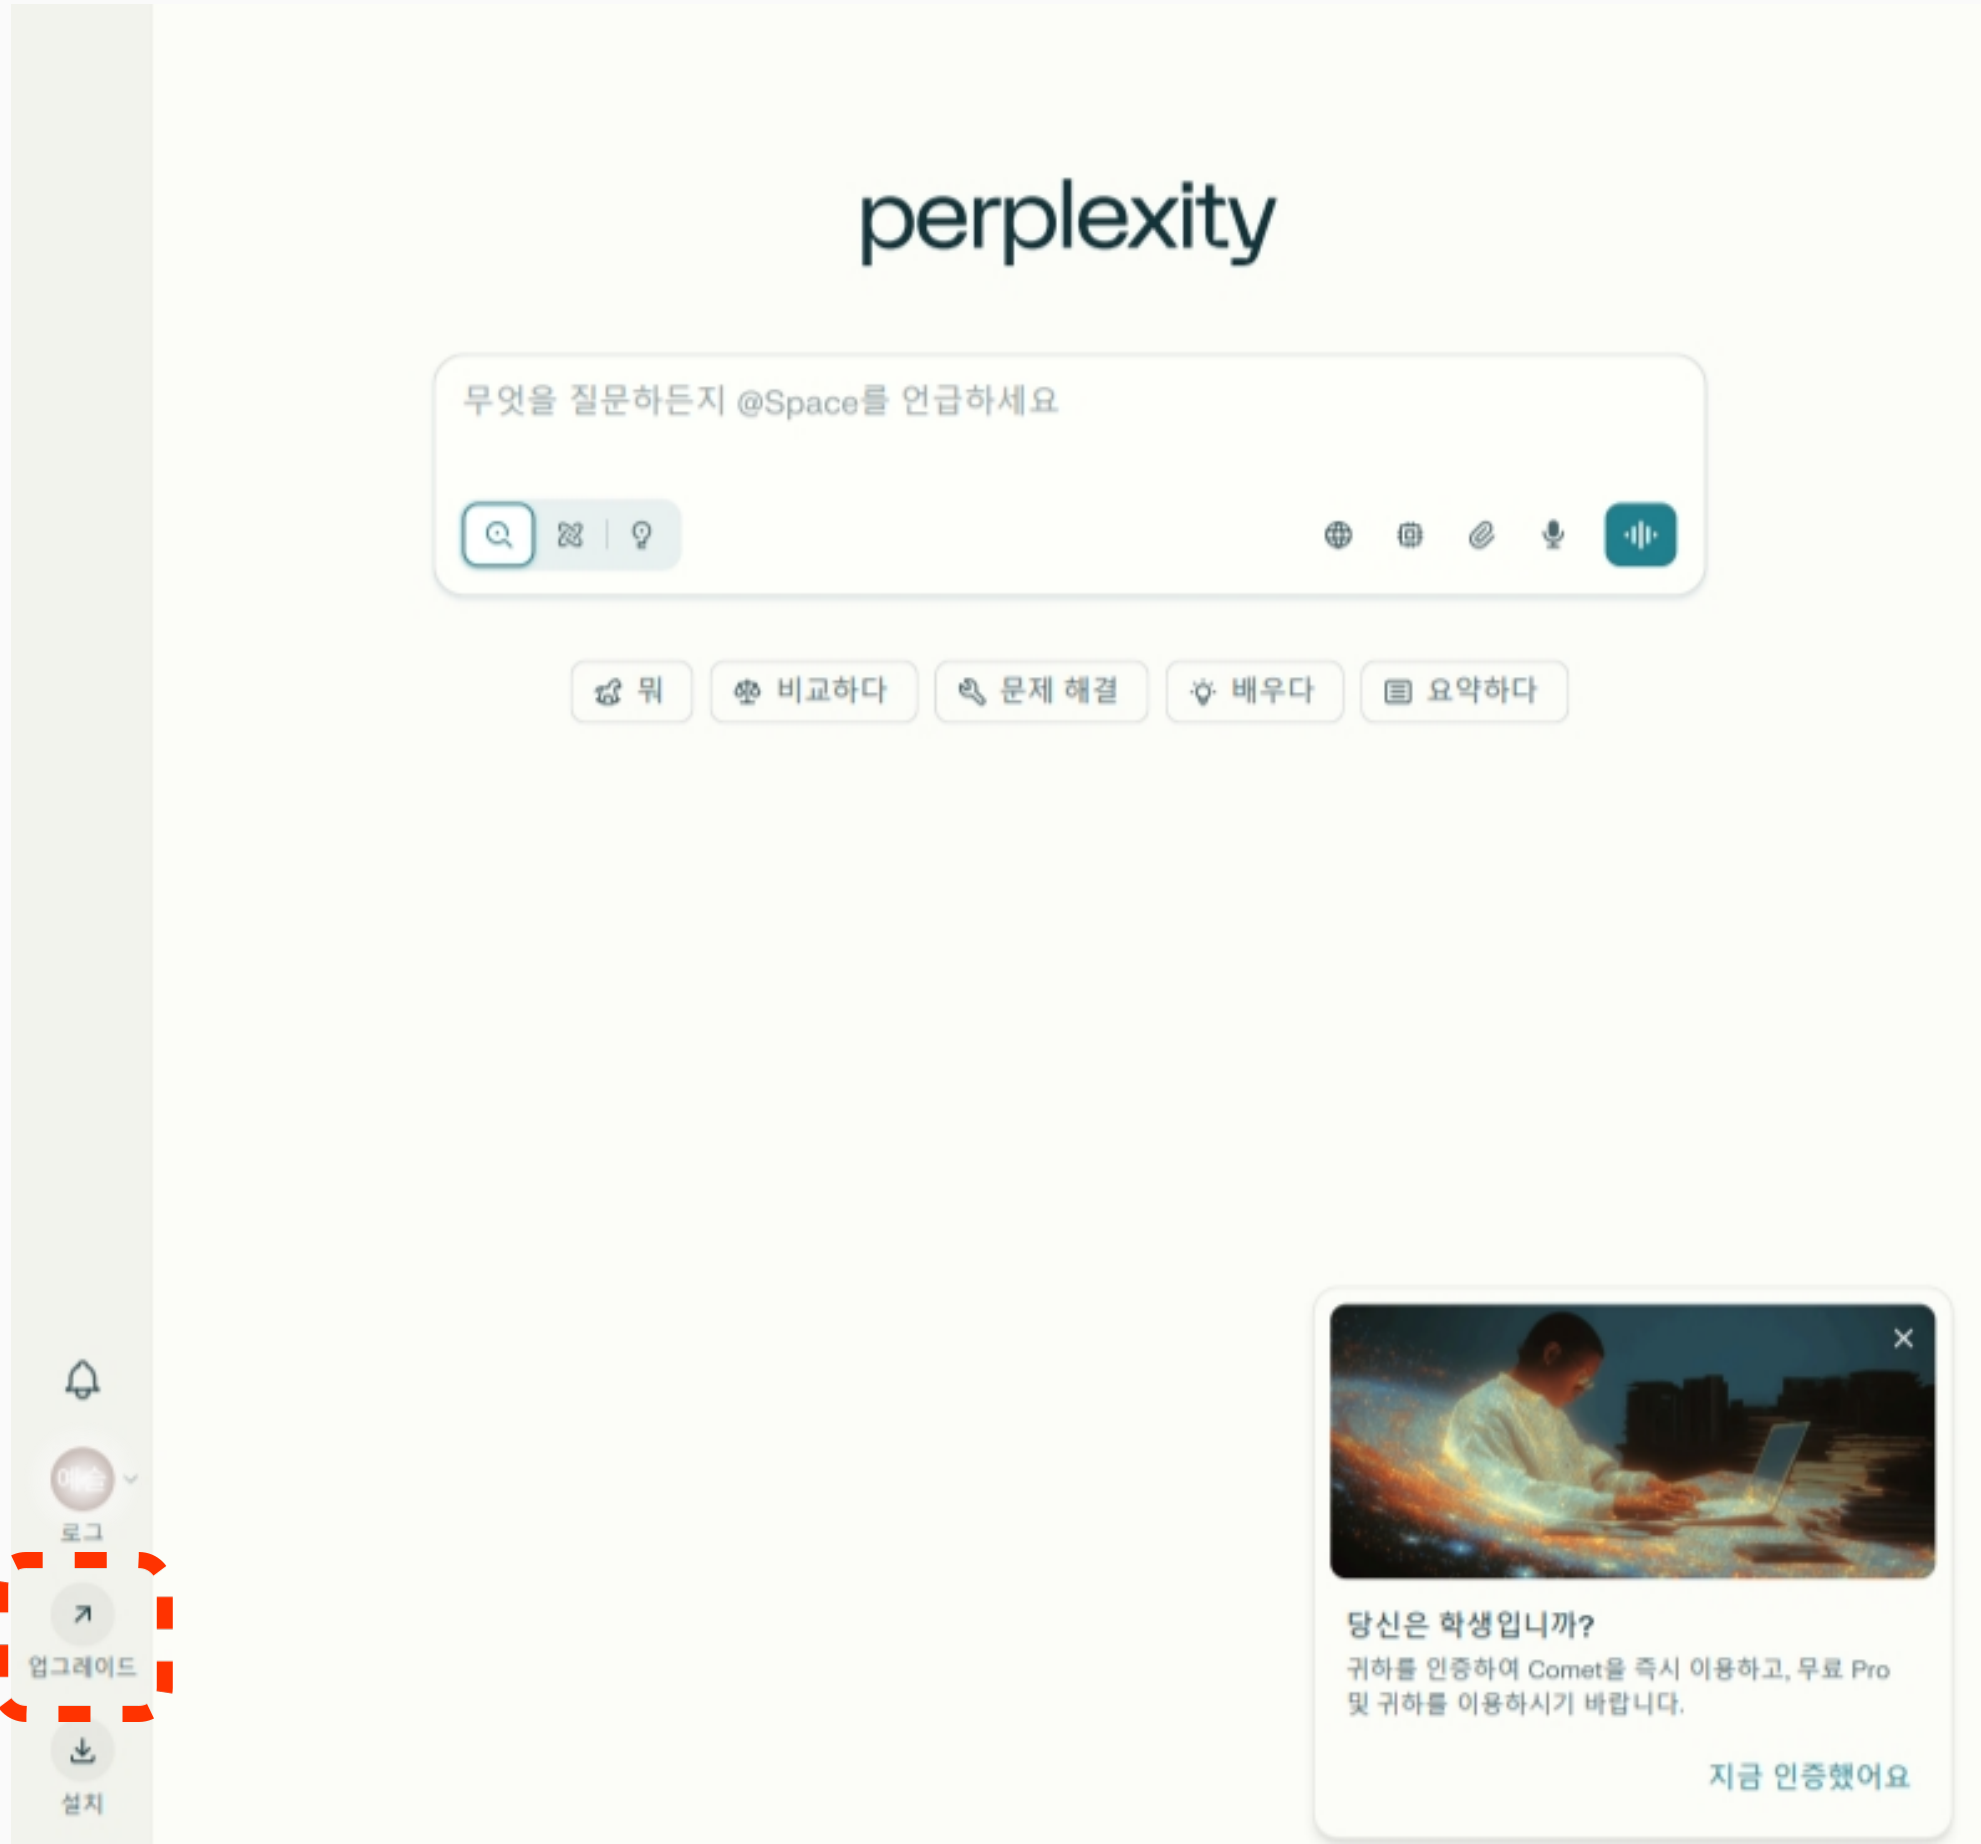 perplexity
무엇을 질문하든지 @Space를 언급하세요
뭐
비교하다
문제 해결
배우다
요약하다
로그
업그레이드
설치
당신은 학생입니까?
귀하를 인증하여 Comet을 즉시 이용하고, 무료 Pro
및 귀하를 이용하시기 바랍니다.
지금 인증했어요